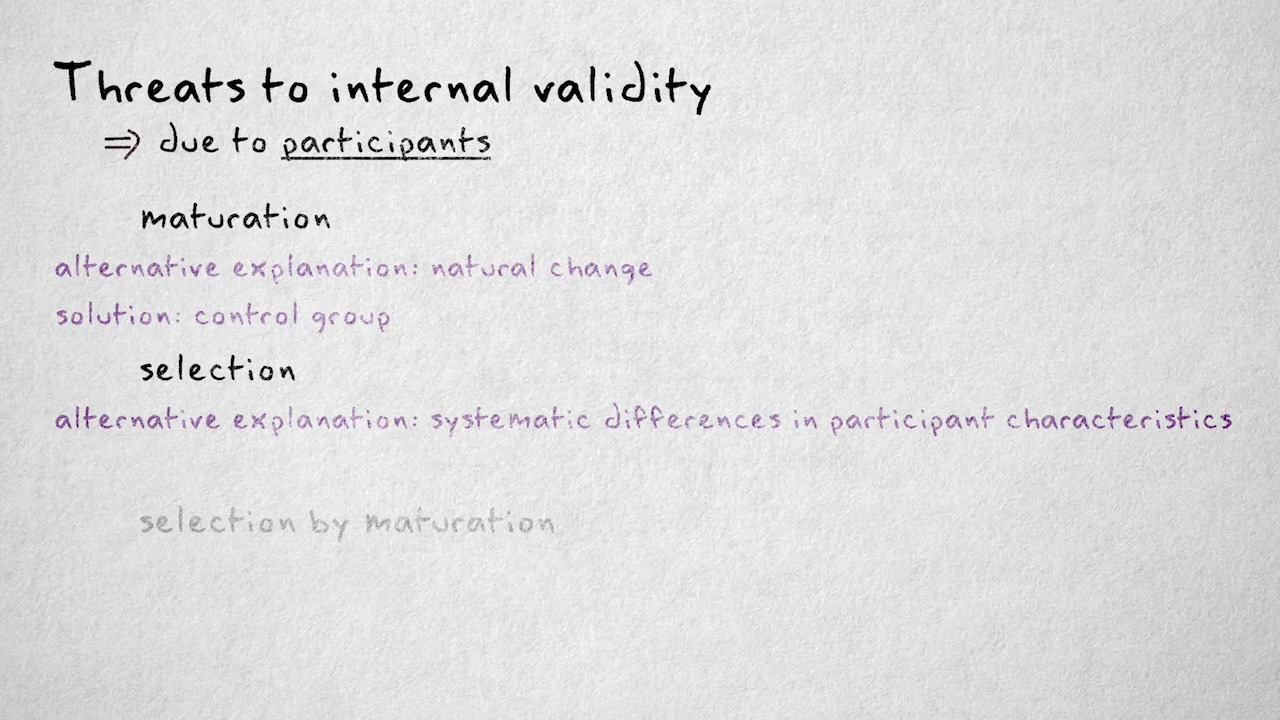 Threats to internal validity
⇒ due to participants
maturation
alternative explanation: natural change
solution: control group
selection
alternative explanation: systematic differences in participant characteristics
selection by maturation